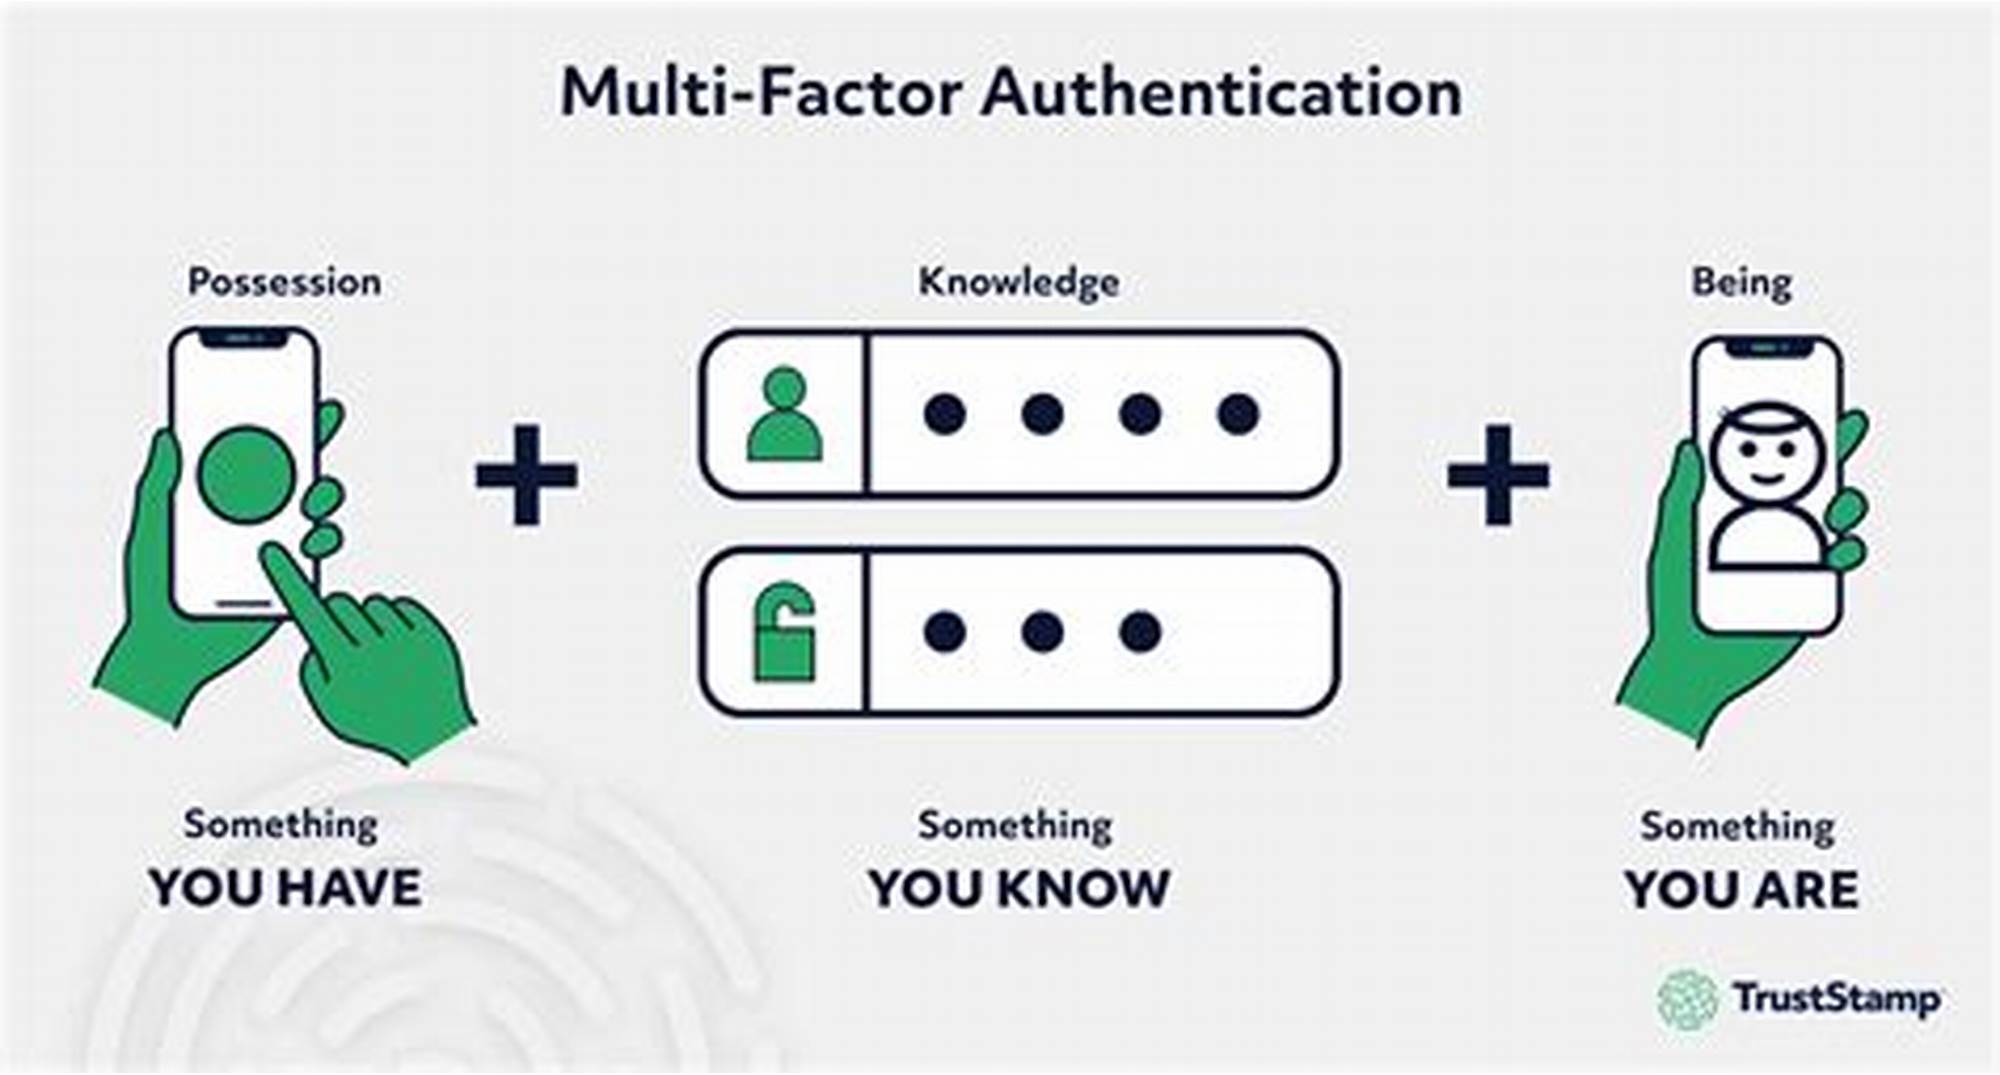 Multi-Factor Authentication
Possession
Knowledge
Being
Something
YOU HAVE
Something
YOU KNOW
Something
YOU ARE
TrustStamp